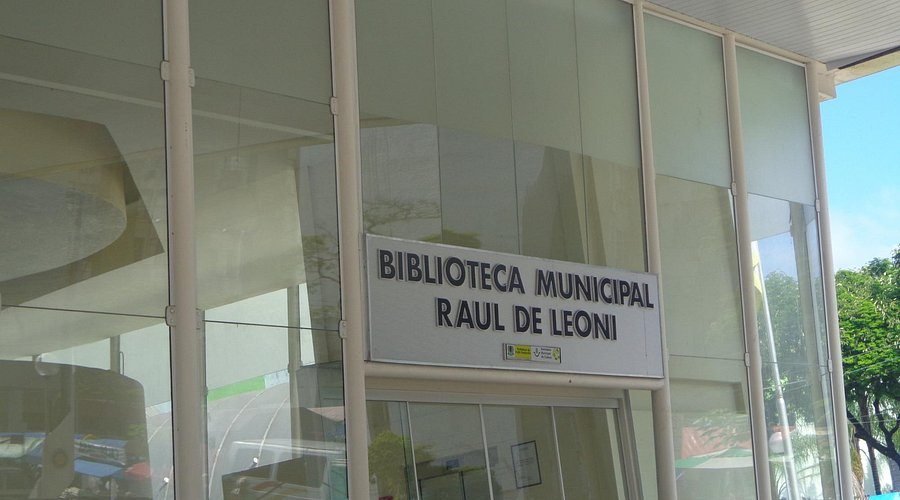 BIBLIOTECA MUNICIPAL
RAUL DE LEONI